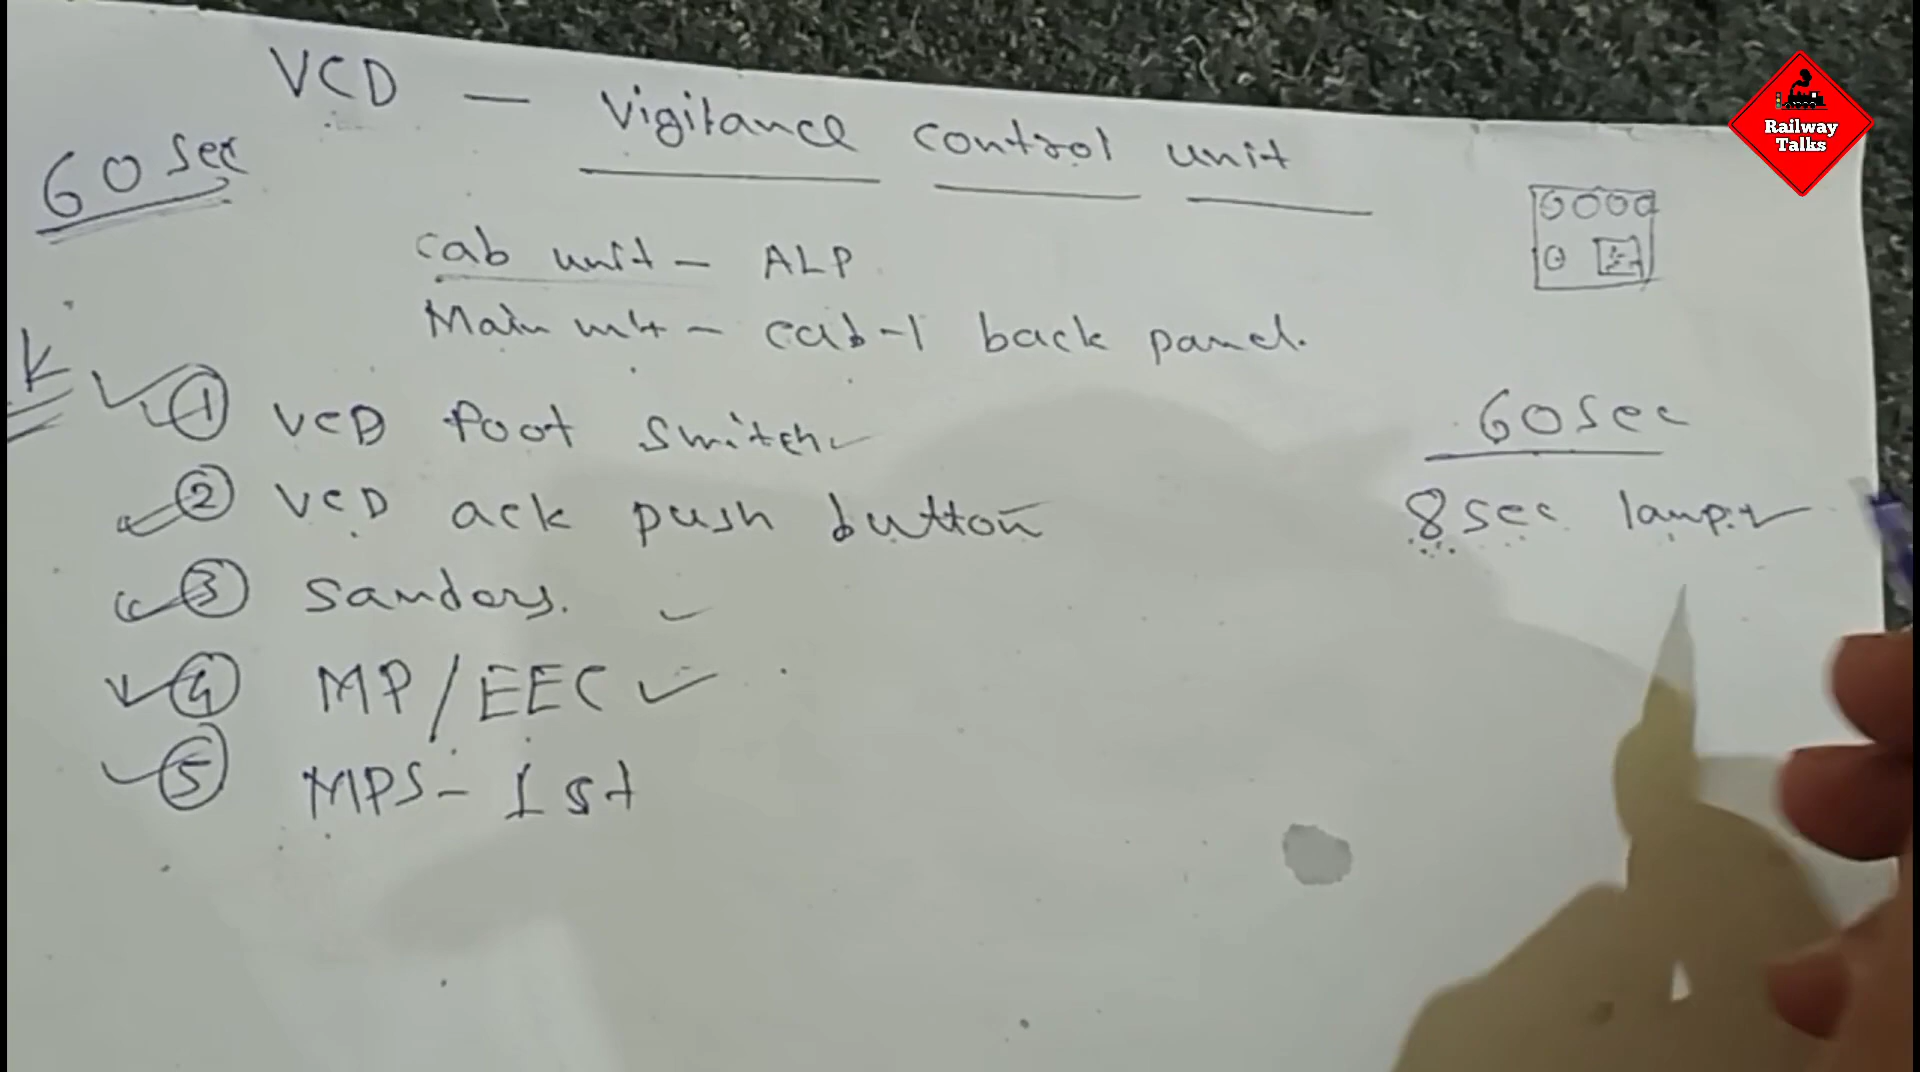 VCD - Vigilance control unit
60 sec
cab unit - ALP
Main unit - cab-1 back panel.
K
① VCD foot switch
② VCD ack push button
③ Sanders.
④ MP/EEC
⑤ MPS - 1st
60 sec
8 sec lamp
Railway
Talks